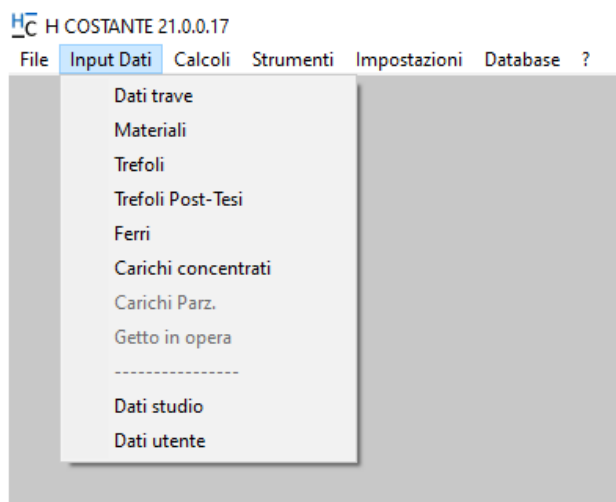 HC H COSTANTE 21.0.0.17
File Input Dati Calcoli Strumenti Impostazioni Database ?
Dati trave
Materiali
Trefoli
Trefoli Post-Tesi
Ferri
Carichi concentrati
Carichi Parz.
Getto in opera
----------------
Dati studio
Dati utente